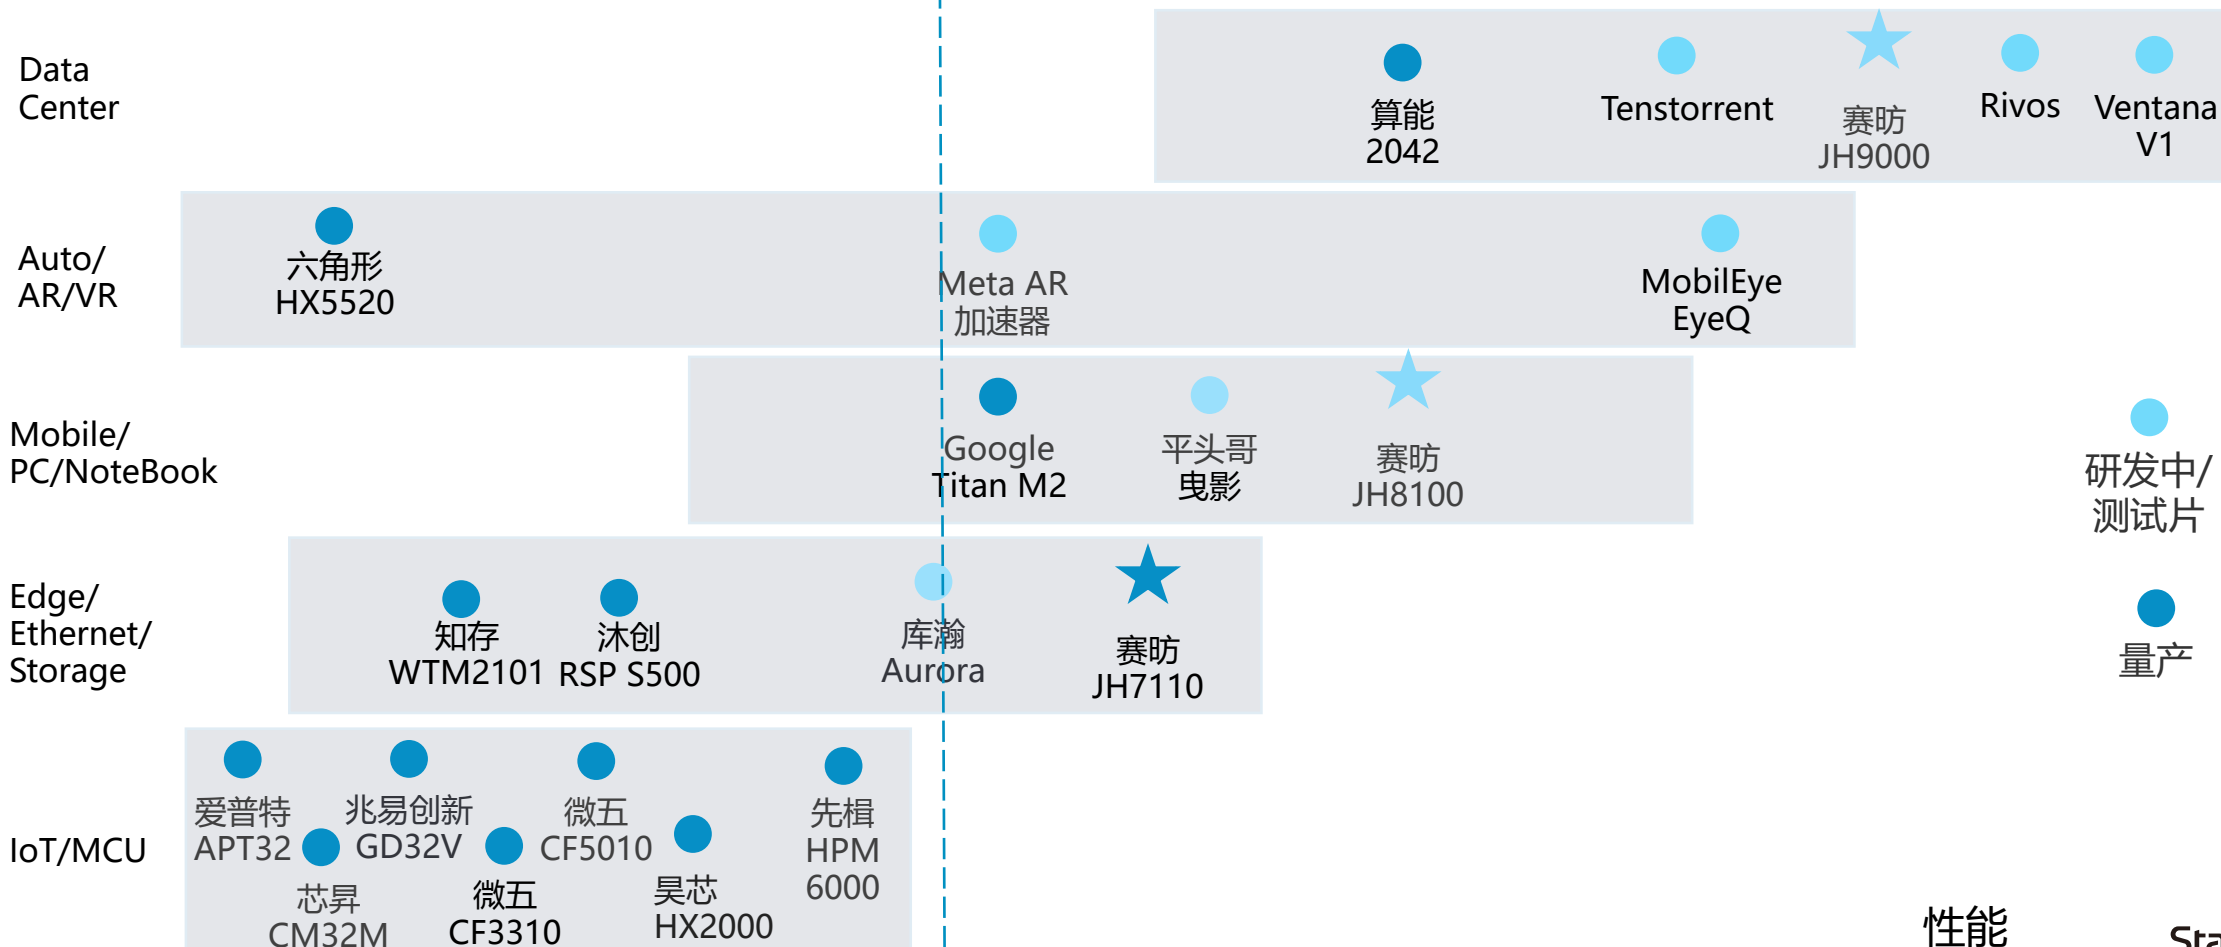 Data
Center
算能
2042
Tenstorrent
赛昉
JH9000
Rivos
Ventana
V1
Auto/
AR/VR
六角形
HX5520
Meta AR
加速器
MobilEye
EyeQ
Mobile/
PC/NoteBook
Google
Titan M2
平头哥
曳影
赛昉
JH8100
研发中/
测试片
Edge/
Ethernet/
Storage
知存
WTM2101
沐创
RSP S500
库瀚
Aurora
赛昉
JH7110
量产
IoT/MCU
爱普特
APT32
兆易创新
GD32V
微五
CF5010
先楫
HPM
6000
芯昇
CM32M
微五
CF3310
昊芯
HX2000
性能